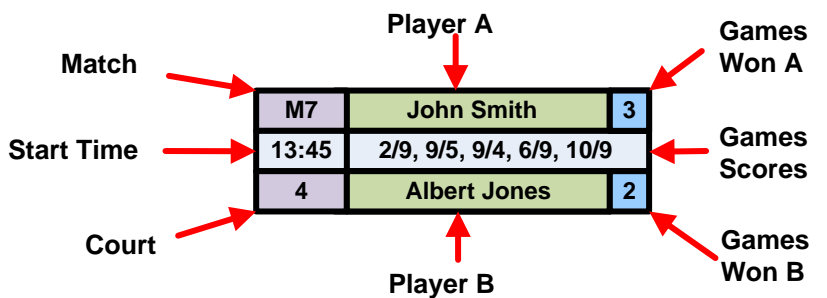 Player A
Games
Won A
Match
M7 John Smith 3
Start Time 13:45 2/9, 9/5, 9/4, 6/9, 10/9 Games
Scores
4 Albert Jones 2
Court
Games
Won B
Player B